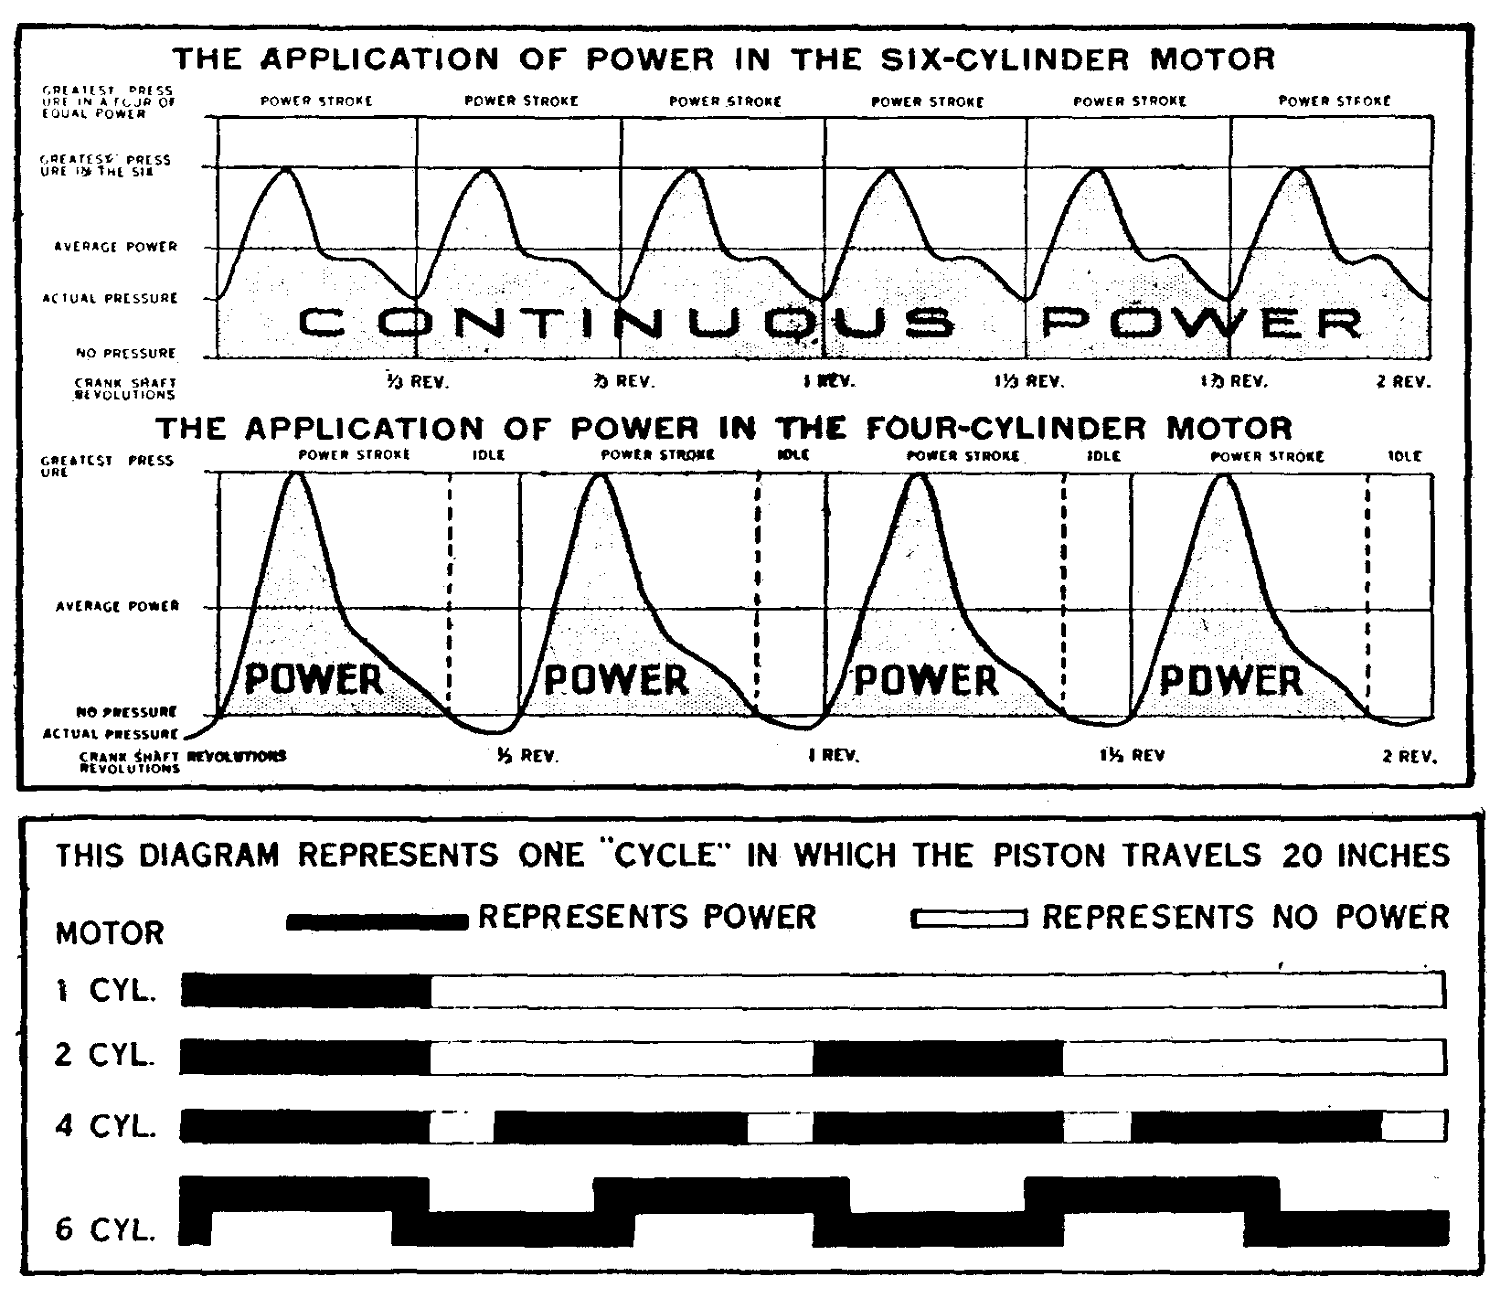 THE APPLICATION OF POWER IN THE SIX-CYLINDER MOTOR
GREATEST PRESS
URE IN A FOUR OF
EQUAL POWER
POWER STROKE POWER STROKE POWER STROKE POWER STROKE POWER STROKE POWER STROKE
GREATEST PRESS
URE IN THE SIX
AVERAGE POWER
ACTUAL PRESSURE
CONTINUOUS POWER
NO PRESSURE
CRANK SHAFT
REVOLUTIONS
⅓ REV. ⅔ REV. 1 REV. 1⅓ REV. 1⅔ REV. 2 REV.
THE APPLICATION OF POWER IN THE FOUR-CYLINDER MOTOR
GREATEST PRESS
URE
POWER STROKE IDLE POWER STROKE IDLE POWER STROKE IDLE POWER STROKE IDLE
AVERAGE POWER
POWER POWER POWER POWER
NO PRESSURE
ACTUAL PRESSURE
CRANK SHAFT REVOLUTIONS
REVOLUTIONS
½ REV. 1 REV. 1½ REV 2 REV.
THIS DIAGRAM REPRESENTS ONE "CYCLE" IN WHICH THE PISTON TRAVELS 20 INCHES
MOTOR
REPRESENTS POWER REPRESENTS NO POWER
1 CYL.
2 CYL.
4 CYL.
6 CYL.